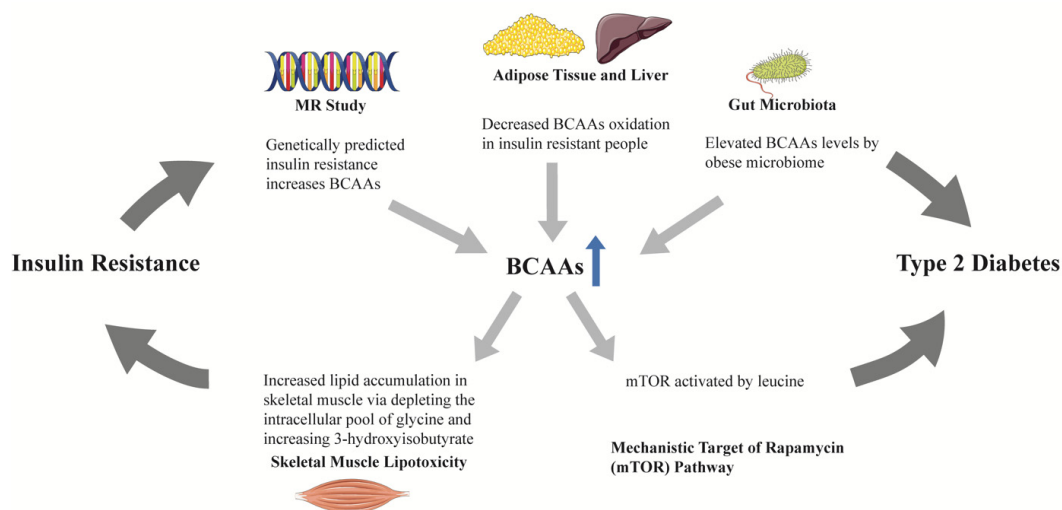 MR Study
Genetically predicted
insulin resistance
increases BCAAs
Adipose Tissue and Liver
Decreased BCAAs oxidation
in insulin resistant people
Gut Microbiota
Elevated BCAAs levels by
obese microbiome
Insulin Resistance
BCAAs
Type 2 Diabetes
Increased lipid accumulation in
skeletal muscle via depleting the
intracellular pool of glycine and
increasing 3-hydroxyisobutyrate
Skeletal Muscle Lipotoxicity
mTOR activated by leucine
Mechanistic Target of Rapamycin
(mTOR) Pathway